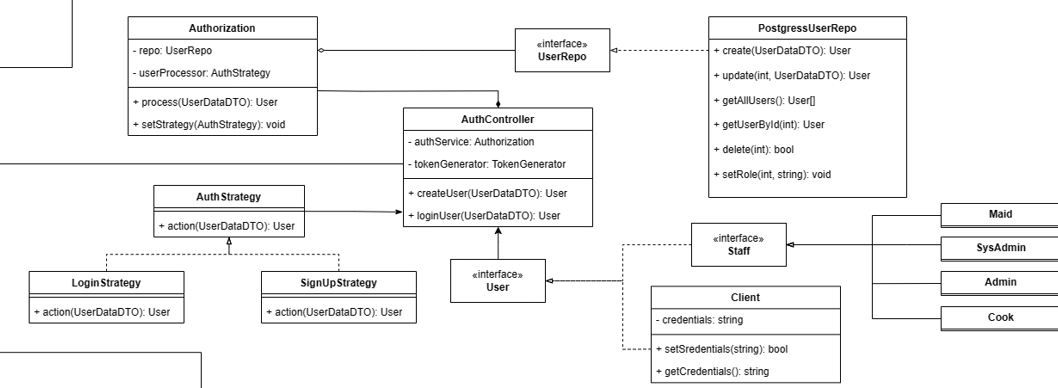 Authorization
- repo: UserRepo
- userProcessor: AuthStrategy
+ process(UserDataDTO): User
+ setStrategy(AuthStrategy): void
«interface»
UserRepo
PostgressUserRepo
+ create(UserDataDTO): User
+ update(int, UserDataDTO): User
+ getAllUsers(): User[]
+ getUserById(int): User
+ delete(int): bool
+ setRole(int, string): void
AuthController
- authService: Authorization
- tokenGenerator: TokenGenerator
+ createUser(UserDataDTO): User
+ loginUser(UserDataDTO): User
AuthStrategy
+ action(UserDataDTO): User
LoginStrategy
+ action(UserDataDTO): User
SignUpStrategy
+ action(UserDataDTO): User
«interface»
User
«interface»
Staff
Client
- credentials: string
+ setSredentials(string): bool
+ getCredentials(): string
Maid
SysAdmin
Admin
Cook